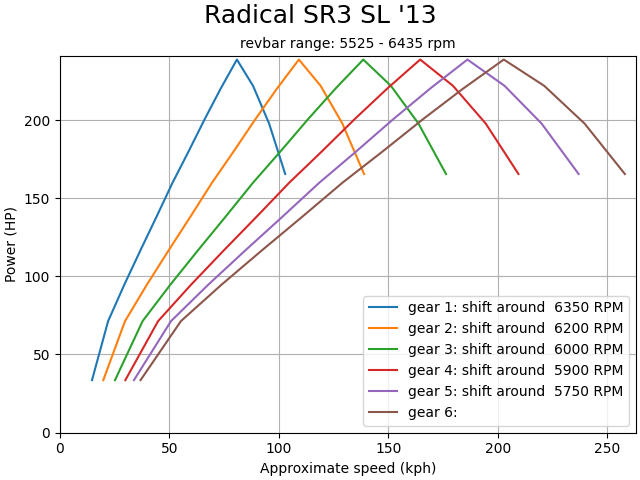 Radical SR3 SL '13
revbar range: 5525 - 6435 rpm
Power (HP)
200
150
100
50
0
gear 1: shift around  6350 RPM
gear 2: shift around  6200 RPM
gear 3: shift around  6000 RPM
gear 4: shift around  5900 RPM
gear 5: shift around  5750 RPM
gear 6:
0 50 100 150 200 250
Approximate speed (kph)